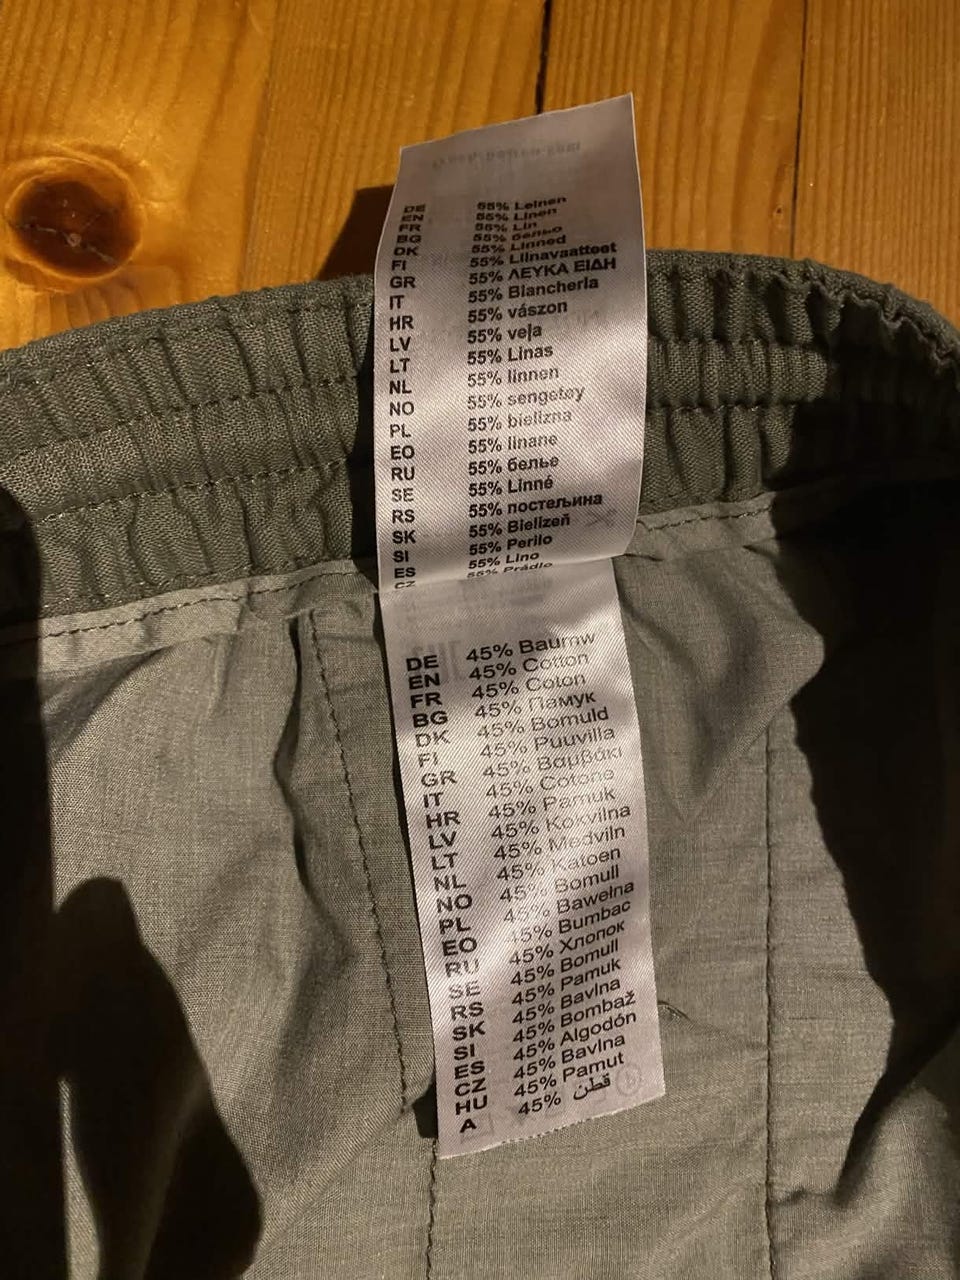 DE 55% Leinen
EN 55% Linen
FR 55% Lin
BG 55% бельо
DK 55% Linned
FI 55% Liinavaatteet
GR 55% ΛΕΥΚΑ ΕΙΔΗ
IT 55% Biancheria
HR 55% vászon
LV 55% veļa
LT 55% Linas
NL 55% linnen
NO 55% sengetøy
PL 55% bielizna
EO 55% linane
RU 55% белье
SE 55% Linné
RS 55% постељина
SK 55% Bielizeň
SI 55% Perilo
ES 55% Lino
CZ 55% Prádlo
DE 45% Baumw
EN 45% Cotton
FR 45% Coton
BG 45% Памук
DK 45% Bomuld
FI 45% Puuvilla
GR 45% Βαμβάκι
IT 45% Cotone
HR 45% Pamuk
LV 45% Kokvilna
LT 45% Medviln
NL 45% Katoen
NO 45% Bomull
PL 45% Bawełna
EO 45% Bumbac
RU 45% Хлопок
SE 45% Bomull
RS 45% Pamuk
SK 45% Bavlna
SI 45% Bombaž
ES 45% Algodón
CZ 45% Bavlna
HU 45% Pamut
A 45% قطن